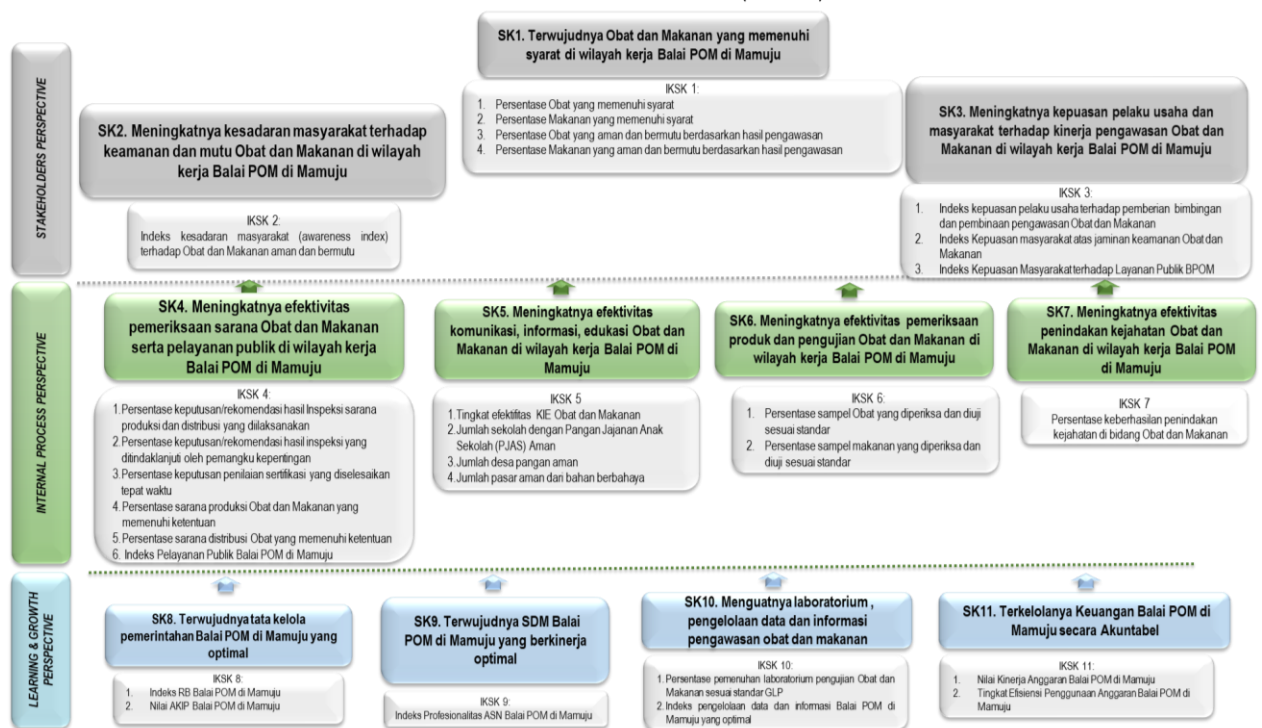 STAKEHOLDERS PERSPECTIVE
SK1. Terwujudnya Obat dan Makanan yang memenuhi
syarat di wilayah kerja Balai POM di Mamuju
IKSK 1:
1. Persentase Obat yang memenuhi syarat
2. Persentase Makanan yang memenuhi syarat
3. Persentase Obat yang aman dan bermutu berdasarkan hasil pengawasan
4. Persentase Makanan yang aman dan bermutu berdasarkan hasil pengawasan
SK2. Meningkatnya kesadaran masyarakat terhadap
keamanan dan mutu Obat dan Makanan di wilayah
kerja Balai POM di Mamuju
IKSK 2:
Indeks kesadaran masyarakat (awareness index)
terhadap Obat dan Makanan aman dan bermutu
SK3. Meningkatnya kepuasan pelaku usaha dan
masyarakat terhadap kinerja pengawasan Obat dan
Makanan di wilayah kerja Balai POM di Mamuju
IKSK 3:
1. Indeks kepuasan pelaku usaha terhadap pemberian bimbingan
dan pembinaan pengawasan Obat dan Makanan
2. Indeks Kepuasan masyarakat atas jaminan keamanan Obat dan
Makanan
3. Indeks Kepuasan Masyarakat terhadap Layanan Publik BPOM
INTERNAL PROCESS PERSPECTIVE
SK4. Meningkatnya efektivitas
pemeriksaan sarana Obat dan Makanan
serta pelayanan publik di wilayah kerja
Balai POM di Mamuju
IKSK 4:
1. Persentase keputusan/rekomendasi hasil Inspeksi sarana
produksi dan distribusi yang dilaksanakan
2. Persentase keputusan/rekomendasi hasil inspeksi yang
ditindaklanjuti oleh pemangku kepentingan
3. Persentase keputusan penilaian sertifikasi yang diselesaikan
tepat waktu
4. Persentase sarana produksi Obat dan Makanan yang
memenuhi ketentuan
5. Persentase sarana distribusi Obat yang memenuhi ketentuan
6. Indeks Pelayanan Publik Balai POM di Mamuju
SK5. Meningkatnya efektivitas
komunikasi, informasi, edukasi Obat dan
Makanan di wilayah kerja Balai POM di
Mamuju
IKSK 5
1. Tingkat efektifitas KIE Obat dan Makanan
2. Jumlah sekolah dengan Pangan Jajanan Anak
Sekolah (PJAS) Aman
3. Jumlah desa pangan aman
4. Jumlah pasar aman dari bahan berbahaya
SK6. Meningkatnya efektivitas pemeriksaan
produk dan pengujian Obat dan Makanan di
wilayah kerja Balai POM di Mamuju
IKSK 6:
1. Persentase sampel Obat yang diperiksa dan diuji
sesuai standar
2. Persentase sampel makanan yang diperiksa dan
diuji sesuai standar
SK7. Meningkatnya efektivitas
penindakan kejahatan Obat dan
Makanan di wilayah kerja Balai POM
di Mamuju
IKSK 7
Persentase keberhasilan penindakan
kejahatan di bidang Obat dan Makanan
LEARNING & GROWTH
PERSPECTIVE
SK8. Terwujudnya tata kelola
pemerintahan Balai POM di Mamuju yang
optimal
IKSK 8:
1. Indeks RB Balai POM di Mamuju
2. Nilai AKIP Balai POM di Mamuju
SK9. Terwujudnya SDM Balai
POM di Mamuju yang berkinerja
optimal
IKSK 9:
Indeks Profesionalitas ASN Balai POM di Mamuju
SK10. Menguatnya laboratorium ,
pengelolaan data dan informasi
pengawasan obat dan makanan
IKSK 10:
1. Persentase pemenuhan laboratorium pengujian Obat dan
Makanan sesuai standar GLP
2. Indeks pengelolaan data dan informasi Balai POM di
Mamuju yang optimal
SK11. Terkelolanya Keuangan Balai POM di
Mamuju secara Akuntabel
IKSK 11:
1. Nilai Kinerja Anggaran Balai POM di Mamuju
2. Tingkat Efisiensi Penggunaan Anggaran Balai POM di
Mamuju